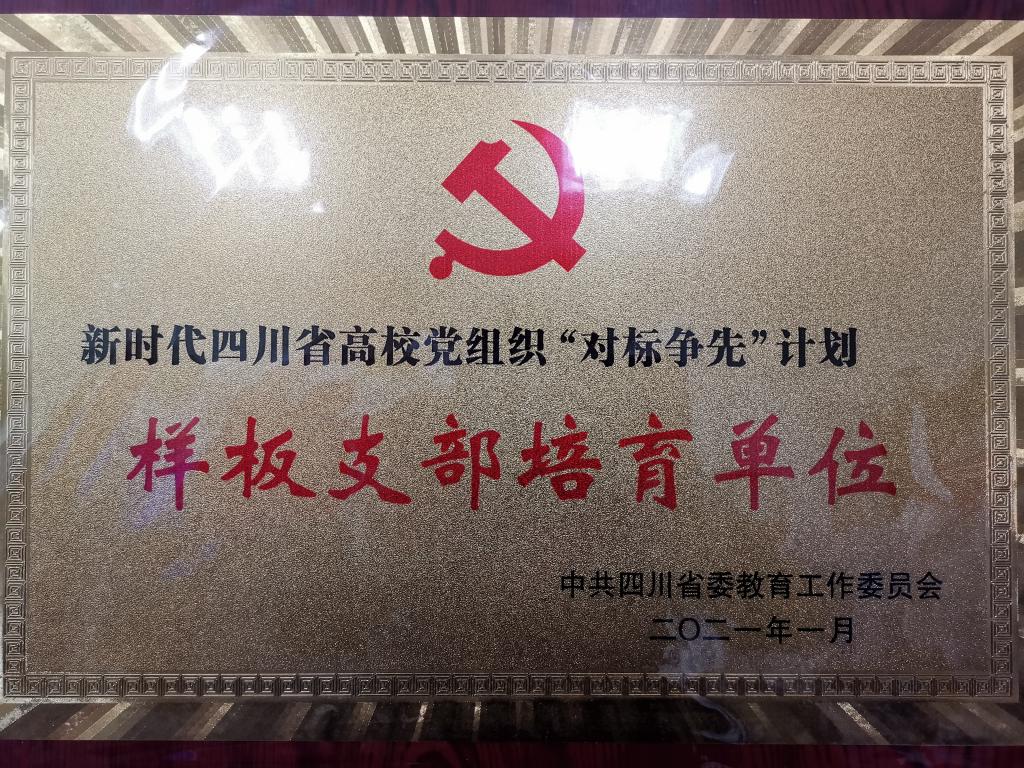 新时代四川省高校党组织“对标争先”计划
样板支部培育单位
中共四川省委教育工作委员会
二〇二一年一月